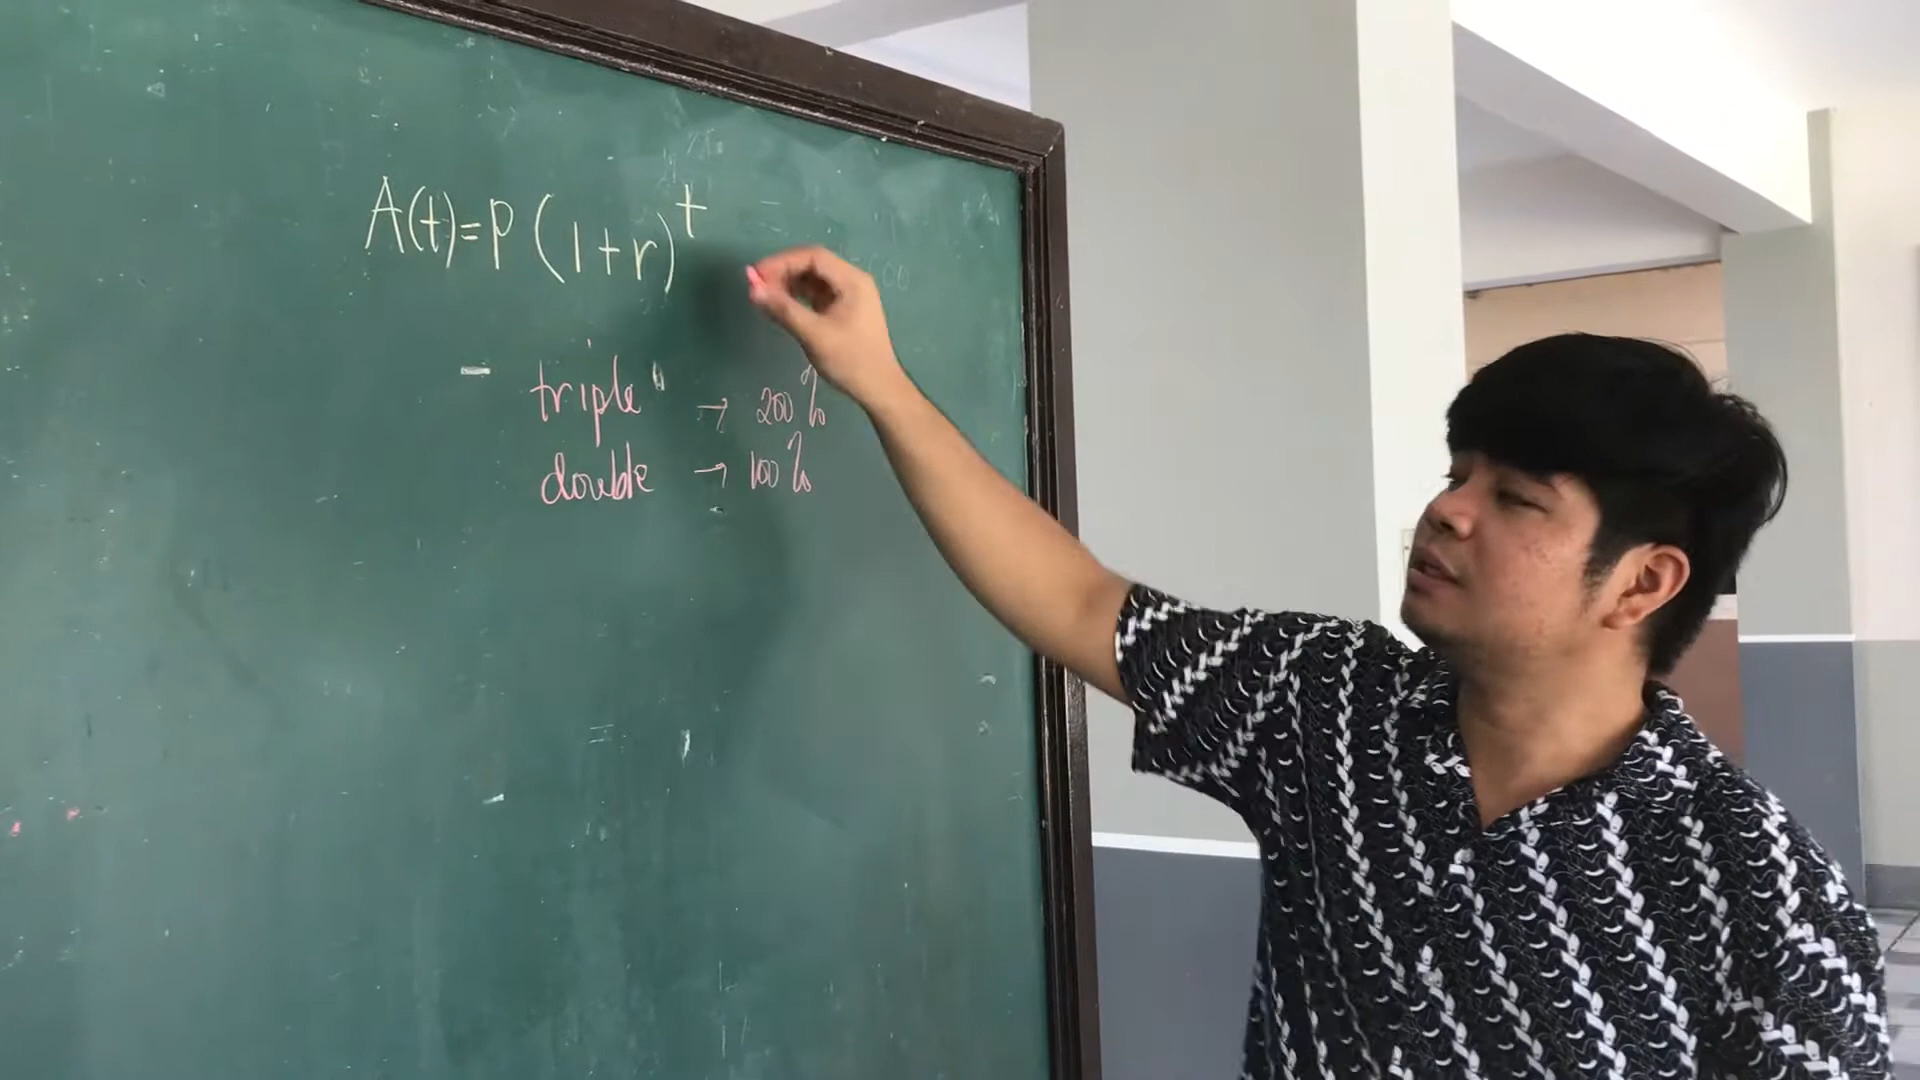 A(t)=P(1+r)^t
triple → 200%
double → 100%